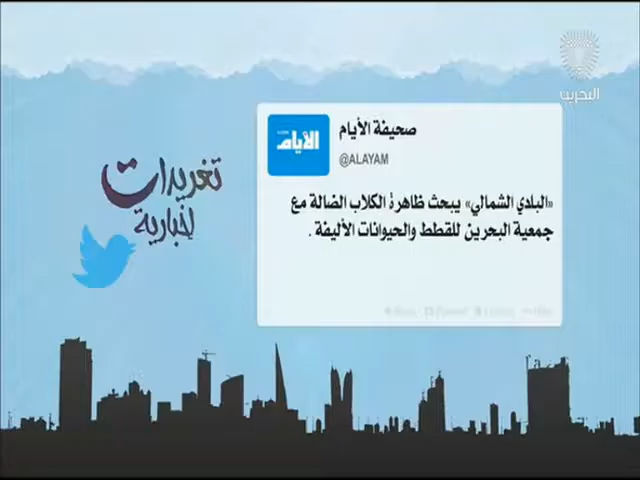 البحرين
صحيفة الأيام
الأيام
@ALAYAM
تغريدات
إخبارية
«البلدي الشمالي» يبحث ظاهرة الكلاب الضالة مع
جمعية البحرين للقطط والحيوانات الأليفة .